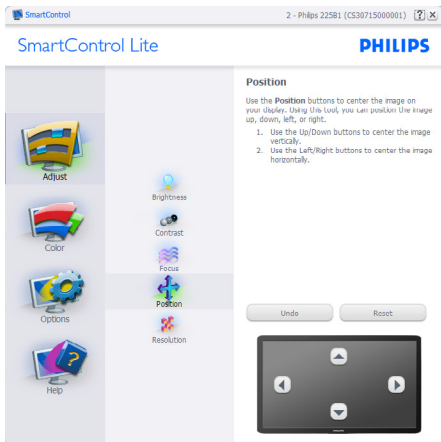 SmartControl
2 - Philips 225B1 (CS30715000001)
SmartControl Lite
PHILIPS
Adjust
Color
Options
Help
Brightness
Contrast
Focus
Position
Resolution
Position
Use the Position buttons to center the image on
your display. Using this tool, you can position the image
up, down, left, or right.
1. Use the Up/Down buttons to center the image
vertically.
2. Use the Left/Right buttons to center the image
horizontally.
Undo
Reset